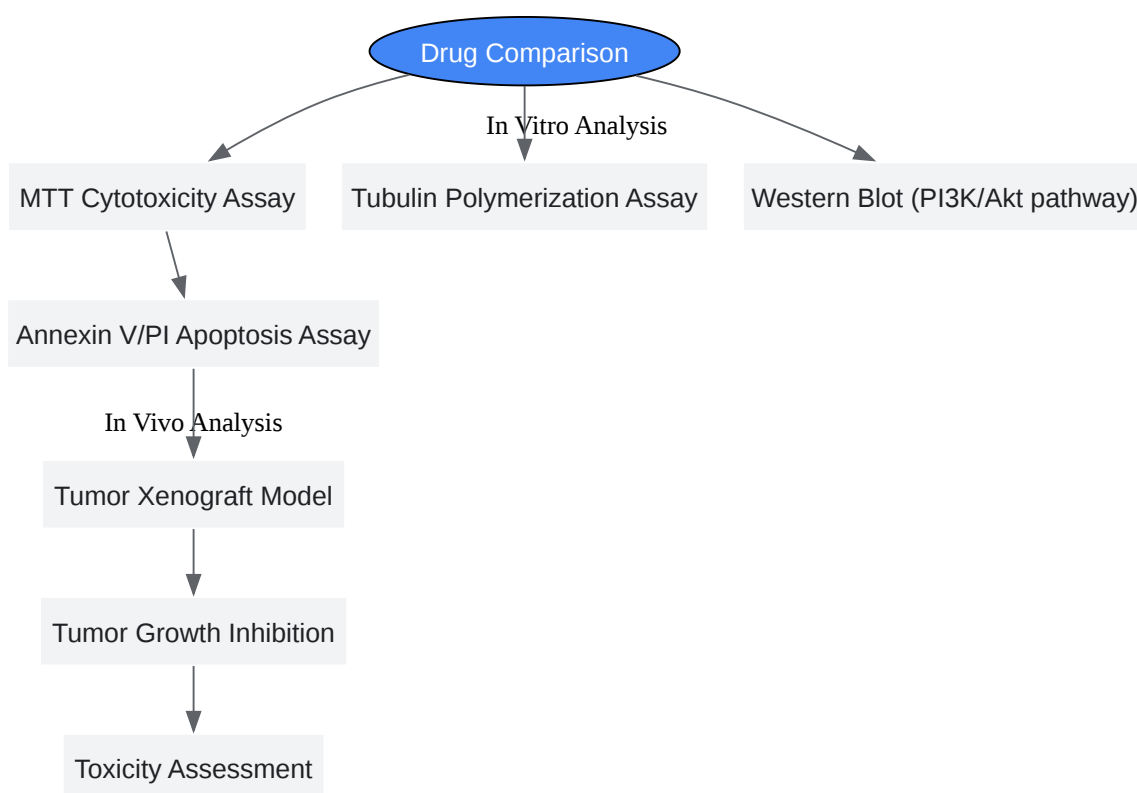 Drug Comparison
In Vitro Analysis
MTT Cytotoxicity Assay
Tubulin Polymerization Assay
Western Blot (PI3K/Akt pathway)
Annexin V/PI Apoptosis Assay
In Vivo Analysis
Tumor Xenograft Model
Tumor Growth Inhibition
Toxicity Assessment